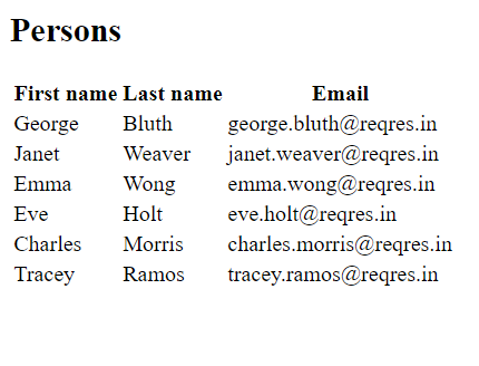 Persons
First name Last name Email
George Bluth george.bluth@reqres.in
Janet Weaver janet.weaver@reqres.in
Emma Wong emma.wong@reqres.in
Eve Holt eve.holt@reqres.in
Charles Morris charles.morris@reqres.in
Tracey Ramos tracey.ramos@reqres.in